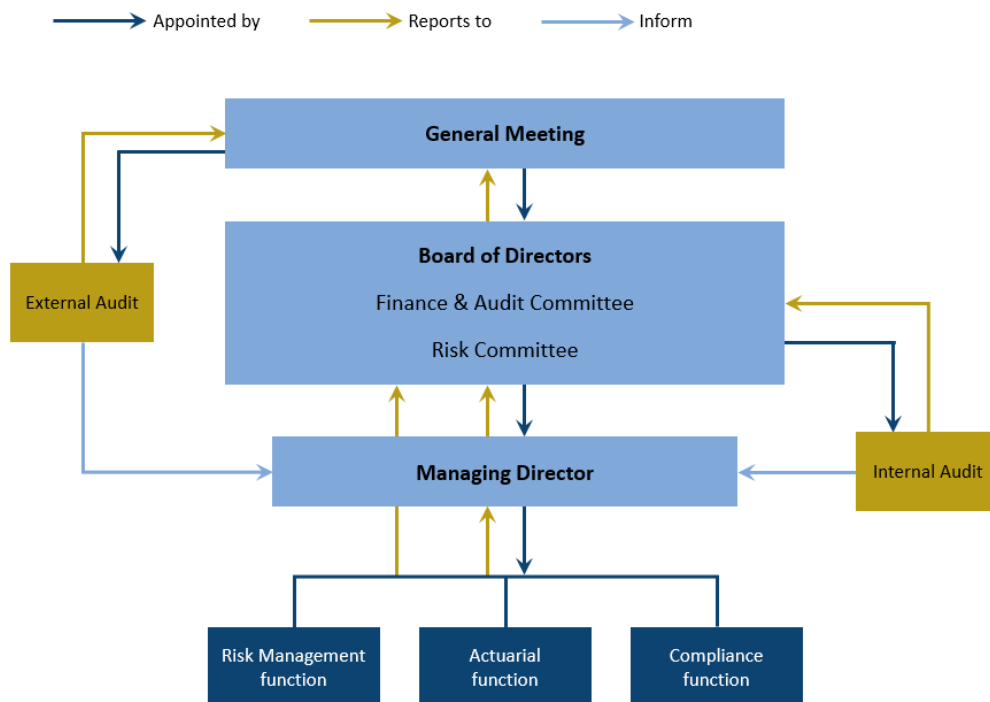 Appointed by
Reports to
Inform
General Meeting
Board of Directors
Finance & Audit Committee
Risk Committee
External Audit
Managing Director
Internal Audit
Risk Management
function
Actuarial
function
Compliance
function